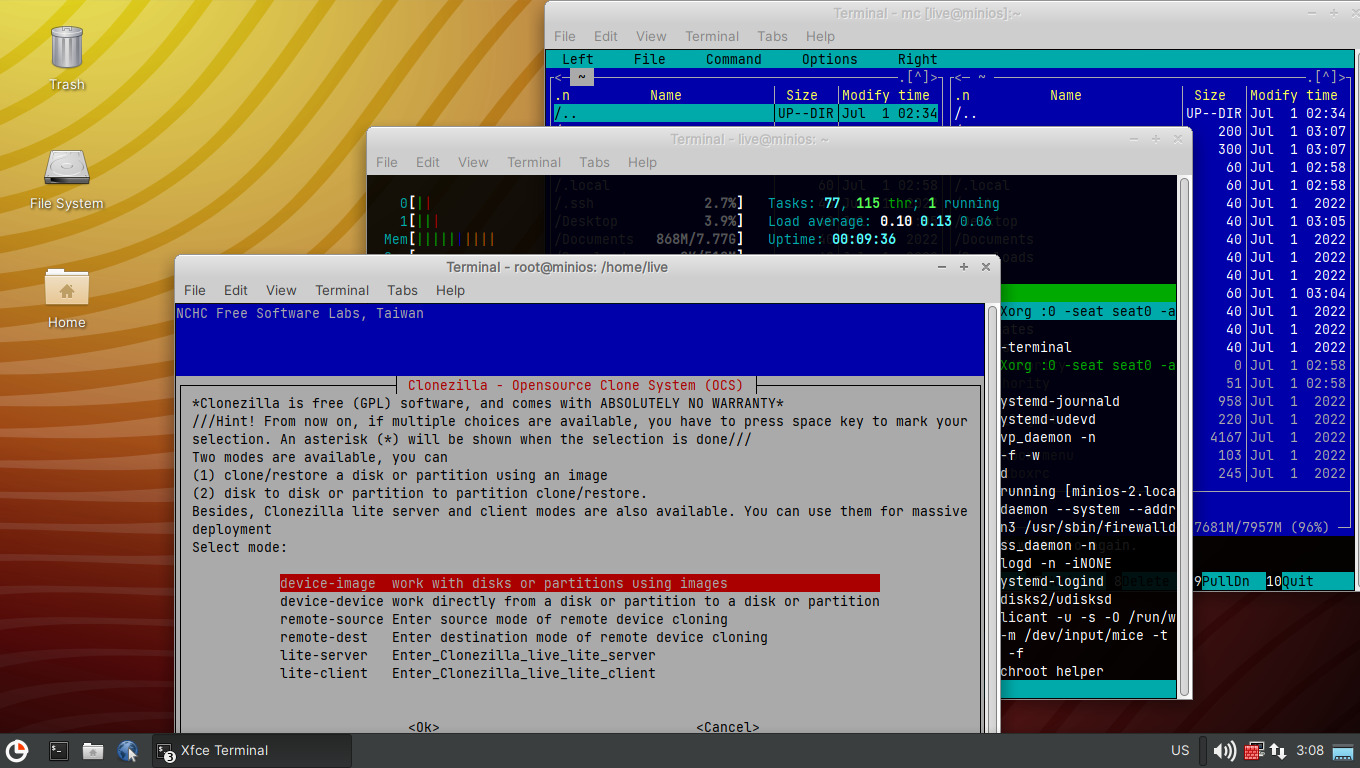 Trash
File System
Home
Terminal - mc [live@minios]:~
File Edit View Terminal Tabs Help
Left File Command Options Right
<— ~ .[^]> <— ~ .[^]>
.n Name Size Modify time .n Name Size Modify time
/.. UP--DIR Jul 1 02:34 /.. UP--DIR Jul 1 02:34
200 Jul 1 03:07
300 Jul 1 03:07
60 Jul 1 02:58
60 Jul 1 02:58
40 Jul 1 2022
40 Jul 1 03:05
40 Jul 1 2022
40 Jul 1 2022
40 Jul 1 2022
60 Jul 1 03:04
40 Jul 1 2022
40 Jul 1 2022
40 Jul 1 2022
0 Jul 1 02:58
51 Jul 1 02:58
958 Jul 1 2022
220 Jul 1 2022
4167 Jul 1 2022
103 Jul 1 2022
245 Jul 1 2022
7681M/7957M (96%)
8Delete 9PullDn 10Quit
Terminal - live@minios: ~
File Edit View Terminal Tabs Help
/.local 60 Jul 1 02:58 /.local
0[|| 2.7%] Tasks: 77, 115 thr; 1 running
/.ssh
1[||| 3.9%] Load average: 0.10 0.13 0.06
/Desktop
Mem[||||| |||| 868M/7.77G] Uptime: 00:09:36
/Documents /Documents
Xorg :0 -seat seat0 -a
-terminal
Xorg :0 -seat seat0 -a
ystemd-journald
ystemd-udevd
vp_daemon -n
-f -w
d
running [minios-2.loca
daemon --system --addr
n3 /usr/sbin/firewalld
ss_daemon -n
logd -n -iNONE
ystemd-logind
disks2/udisksd
licant -u -s -O /run/w
-m /dev/input/mice -t
-f
chroot helper
Terminal - root@minios: /home/live
File Edit View Terminal Tabs Help
NCHC Free Software Labs, Taiwan
Clonezilla - Opensource Clone System (OCS)
*Clonezilla is free (GPL) software, and comes with ABSOLUTELY NO WARRANTY*
///Hint! From now on, if multiple choices are available, you have to press space key to mark your
selection. An asterisk (*) will be shown when the selection is done///
Two modes are available, you can
(1) clone/restore a disk or partition using an image
(2) disk to disk or partition to partition clone/restore.
Besides, Clonezilla lite server and client modes are also available. You can use them for massive
deployment
Select mode:
device-image work with disks or partitions using images
device-device work directly from a disk or partition to a disk or partition
remote-source Enter source mode of remote device cloning
remote-dest Enter destination mode of remote device cloning
lite-server Enter_Clonezilla_live_lite_server
lite-client Enter_Clonezilla_live_lite_client
<Ok> <Cancel>
3 Xfce Terminal
US 3:08